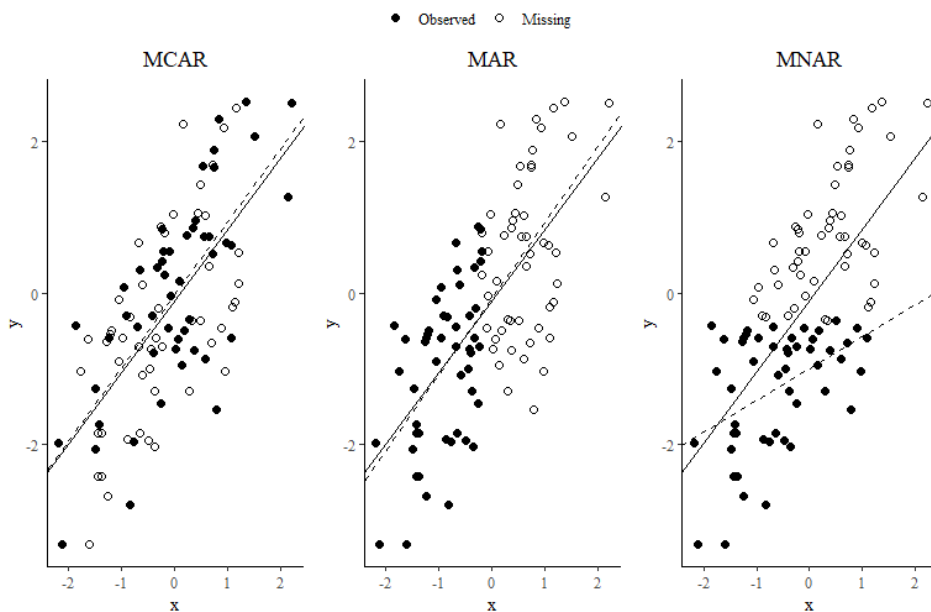 Observed Missing
MCAR MAR MNAR
y y y
2 2 2
0 0 0
-2 -2 -2
-2 -1 0 1 2 -2 -1 0 1 2 -2 -1 0 1 2
x x x